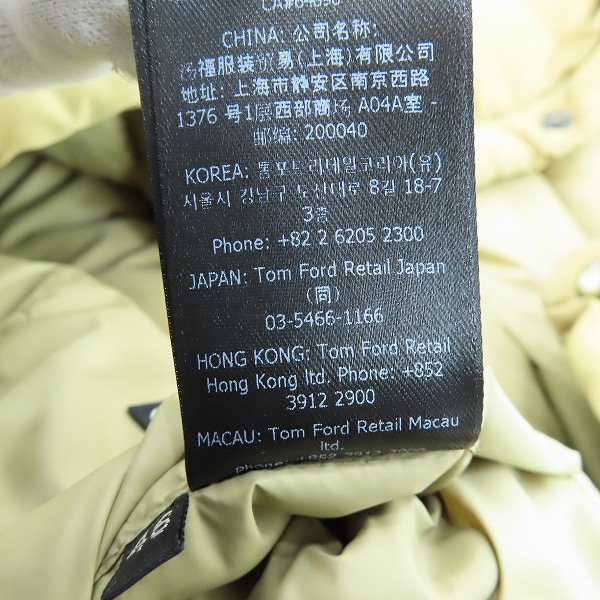 CHINA: 公司名称:
汤福服装贸易(上海)有限公司
地址: 上海市静安区南京西路
1376 号1层西部商场 A04A室 -
邮编: 200040
KOREA: 톰포드리테일코리아(유)
서울시 강남구 도산대로 8길 18-7
3층
Phone: +82 2 6205 2300
JAPAN: Tom Ford Retail Japan
(同)
03-5466-1166
HONG KONG: Tom Ford Retail
Hong Kong ltd. Phone: +852
3912 2900
MACAU: Tom Ford Retail Macau
ltd.
Phone: +852 2913 2900